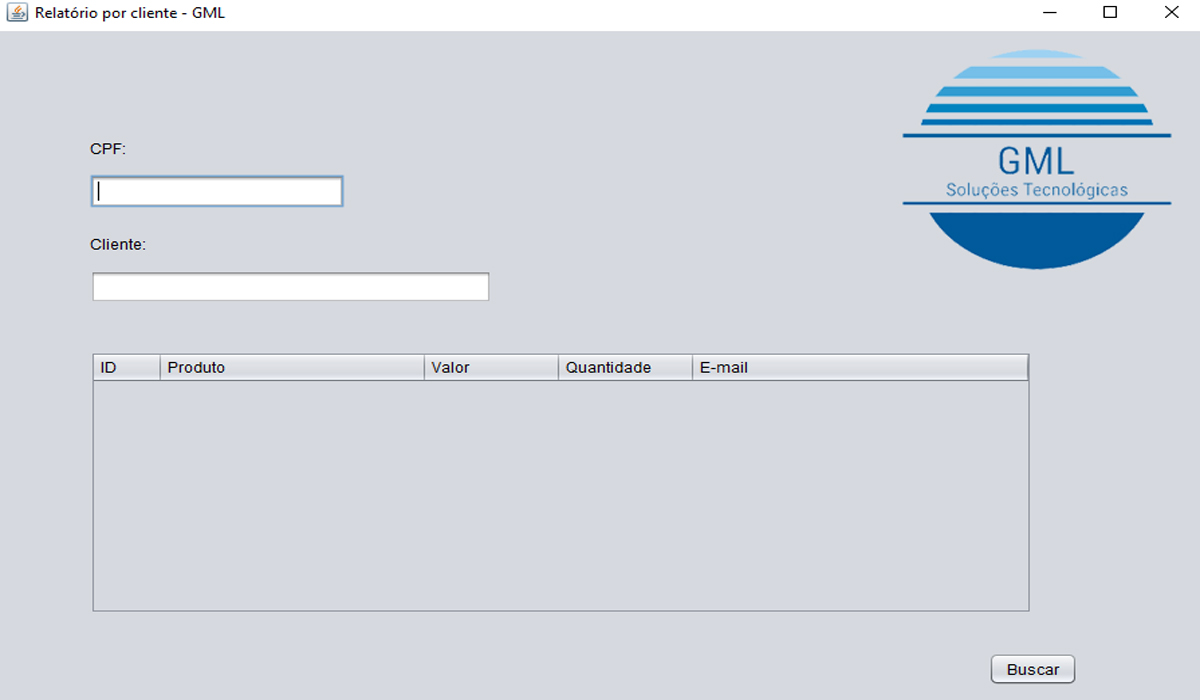 Relatório por cliente - GML
GML
Soluções Tecnológicas
CPF:
Cliente:
ID Produto Valor Quantidade E-mail
Buscar